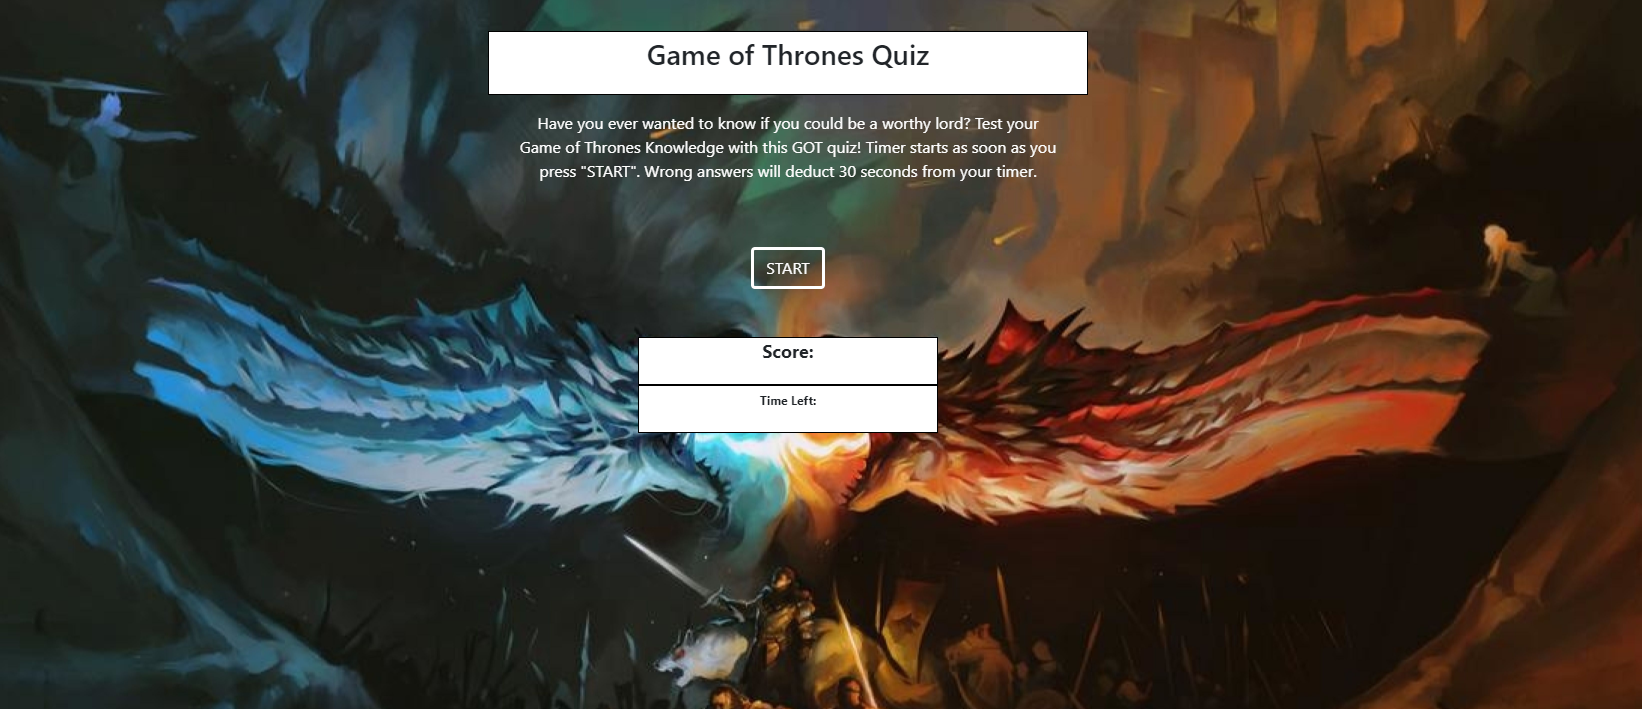 Game of Thrones Quiz
Have you ever wanted to know if you could be a worthy lord? Test your
Game of Thrones Knowledge with this GOT quiz! Timer starts as soon as you
press "START". Wrong answers will deduct 30 seconds from your timer.
START
Score:
Time Left: